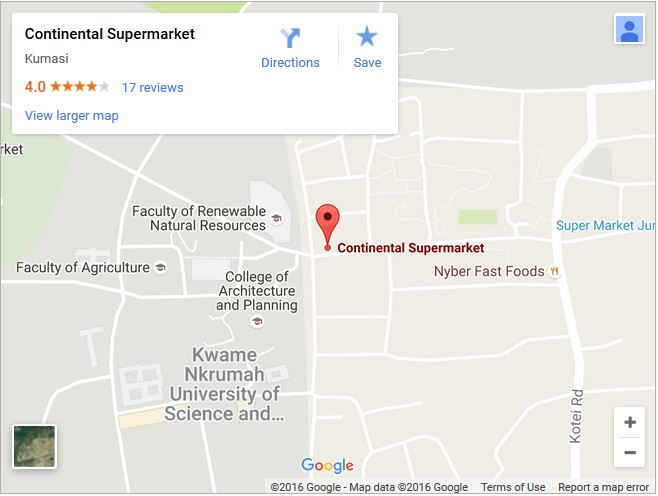 Continental Supermarket
Kumasi
4.0
17 reviews
View larger map
Directions
Save
rket
Faculty of Renewable
Natural Resources
Continental Supermarket
Super Market Jun
Faculty of Agriculture
Nyber Fast Foods
College of
Architecture
and Planning
Kwame
Nkrumah
University of
Science and...
Kotei Rd
+
−
Google
©2016 Google - Map data ©2016 Google
Terms of Use
Report a map error